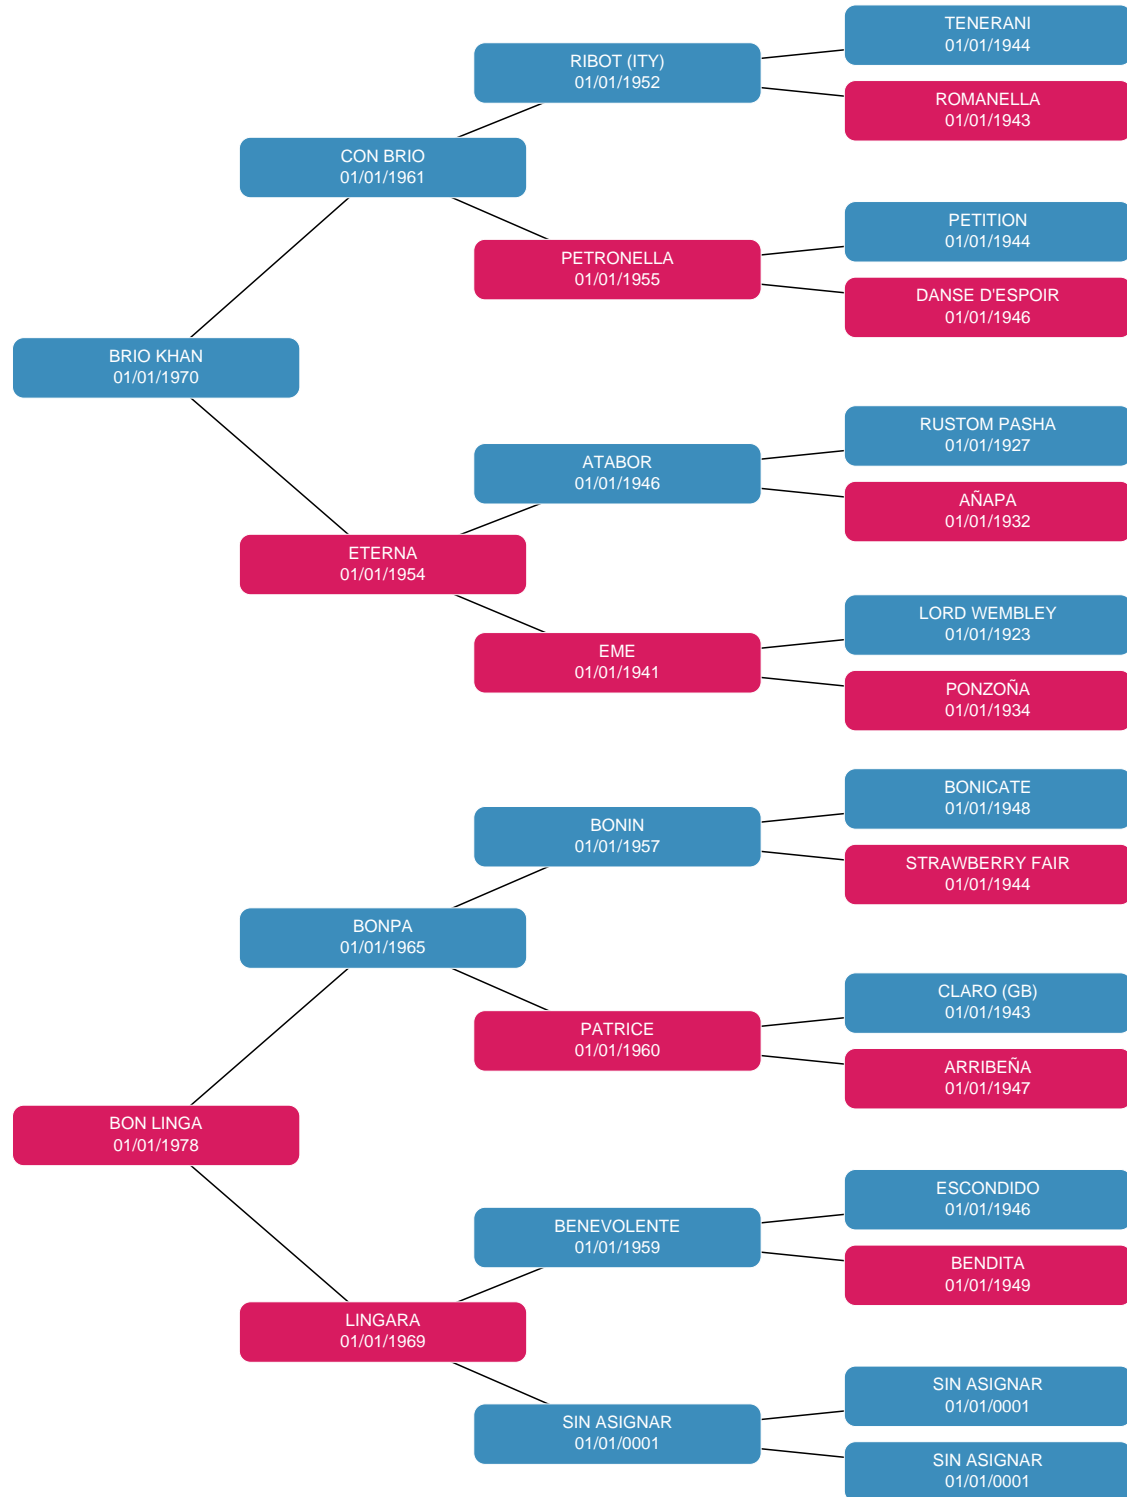 TENERANI
01/01/1944
RIBOT (ITY)
01/01/1952
ROMANELLA
01/01/1943
CON BRIO
01/01/1961
PETITION
01/01/1944
PETRONELLA
01/01/1955
DANSE D'ESPOIR
01/01/1946
BRIO KHAN
01/01/1970
RUSTOM PASHA
01/01/1927
ATABOR
01/01/1946
AÑAPA
01/01/1932
ETERNA
01/01/1954
LORD WEMBLEY
01/01/1923
EME
01/01/1941
PONZOÑA
01/01/1934
BONICATE
01/01/1948
BONIN
01/01/1957
STRAWBERRY FAIR
01/01/1944
BONPA
01/01/1965
CLARO (GB)
01/01/1943
PATRICE
01/01/1960
ARRIBEÑA
01/01/1947
BON LINGA
01/01/1978
ESCONDIDO
01/01/1946
BENEVOLENTE
01/01/1959
BENDITA
01/01/1949
LINGARA
01/01/1969
SIN ASIGNAR
01/01/0001
SIN ASIGNAR
01/01/0001
SIN ASIGNAR
01/01/0001